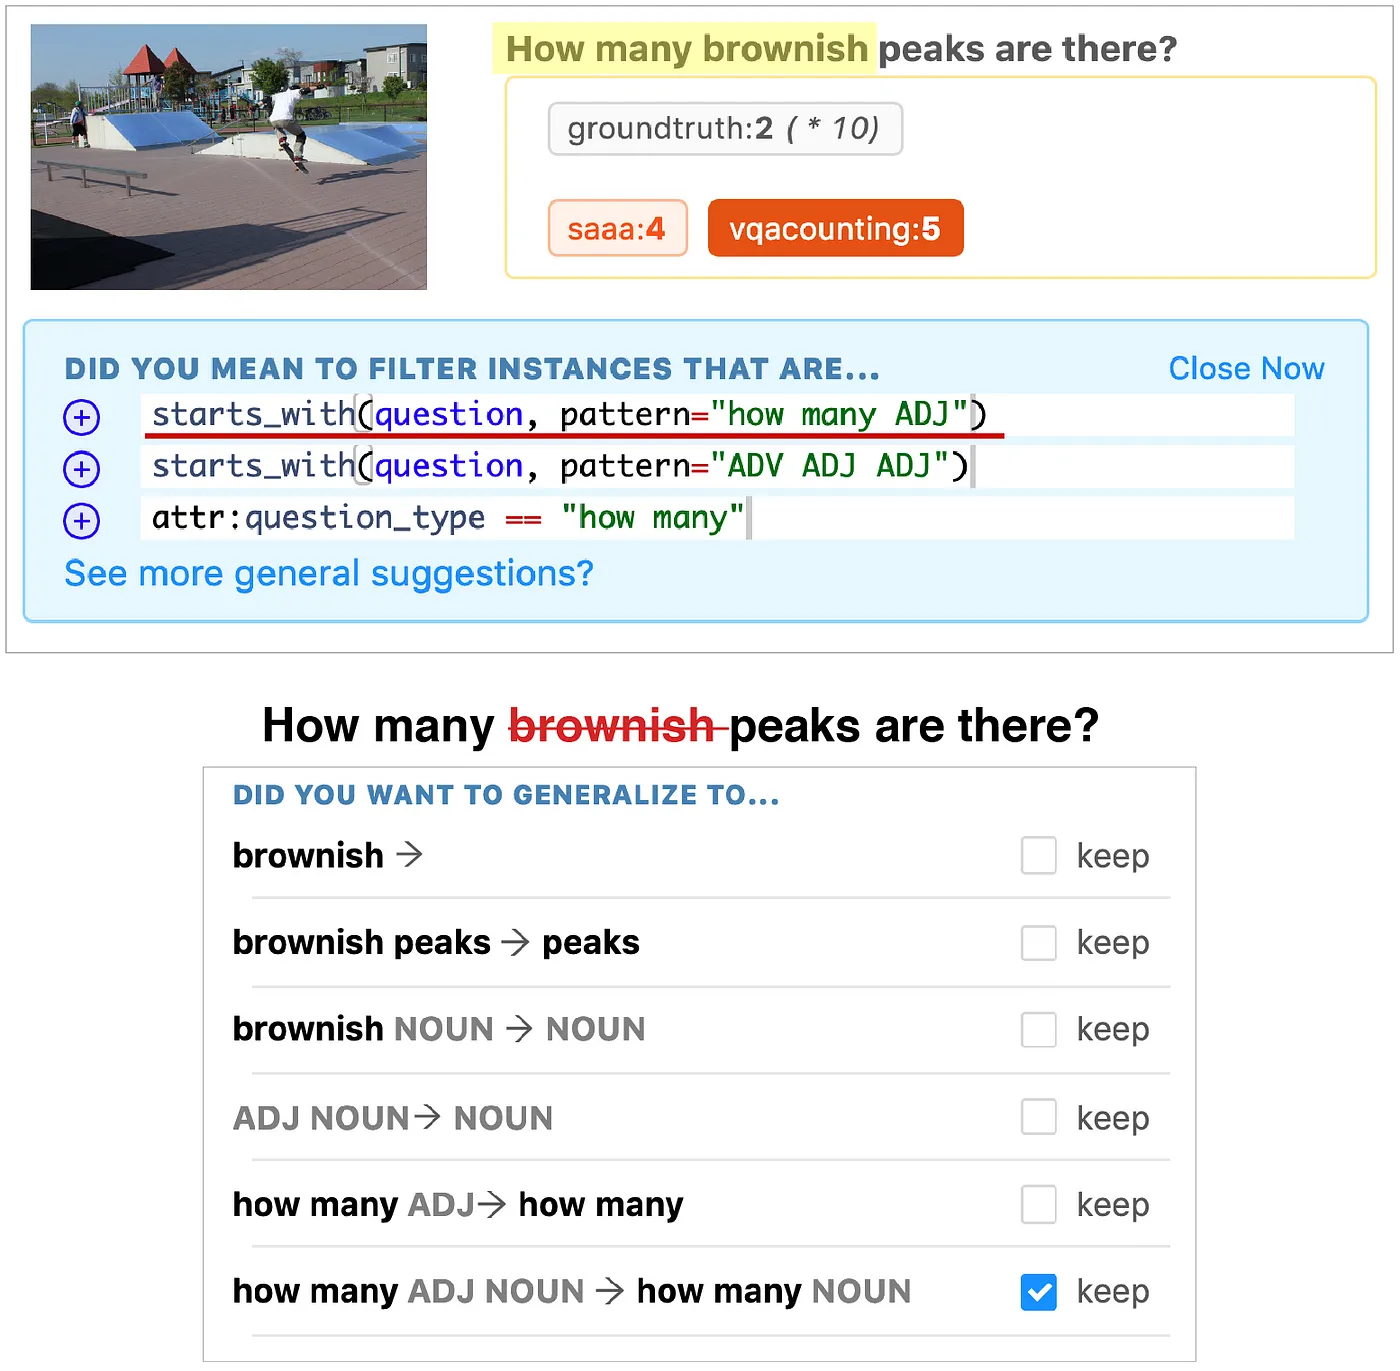 How many brownish peaks are there?
groundtruth:2 ( * 10)
saaa:4 vqacounting:5
DID YOU MEAN TO FILTER INSTANCES THAT ARE...
Close Now
starts_with(question, pattern="how many ADJ")
starts_with(question, pattern="ADV ADJ ADJ")
attr:question_type == "how many"
See more general suggestions?
How many brownish peaks are there?
DID YOU WANT TO GENERALIZE TO...
brownish → keep
brownish peaks → peaks keep
brownish NOUN → NOUN keep
ADJ NOUN→ NOUN keep
how many ADJ→ how many keep
how many ADJ NOUN → how many NOUN keep